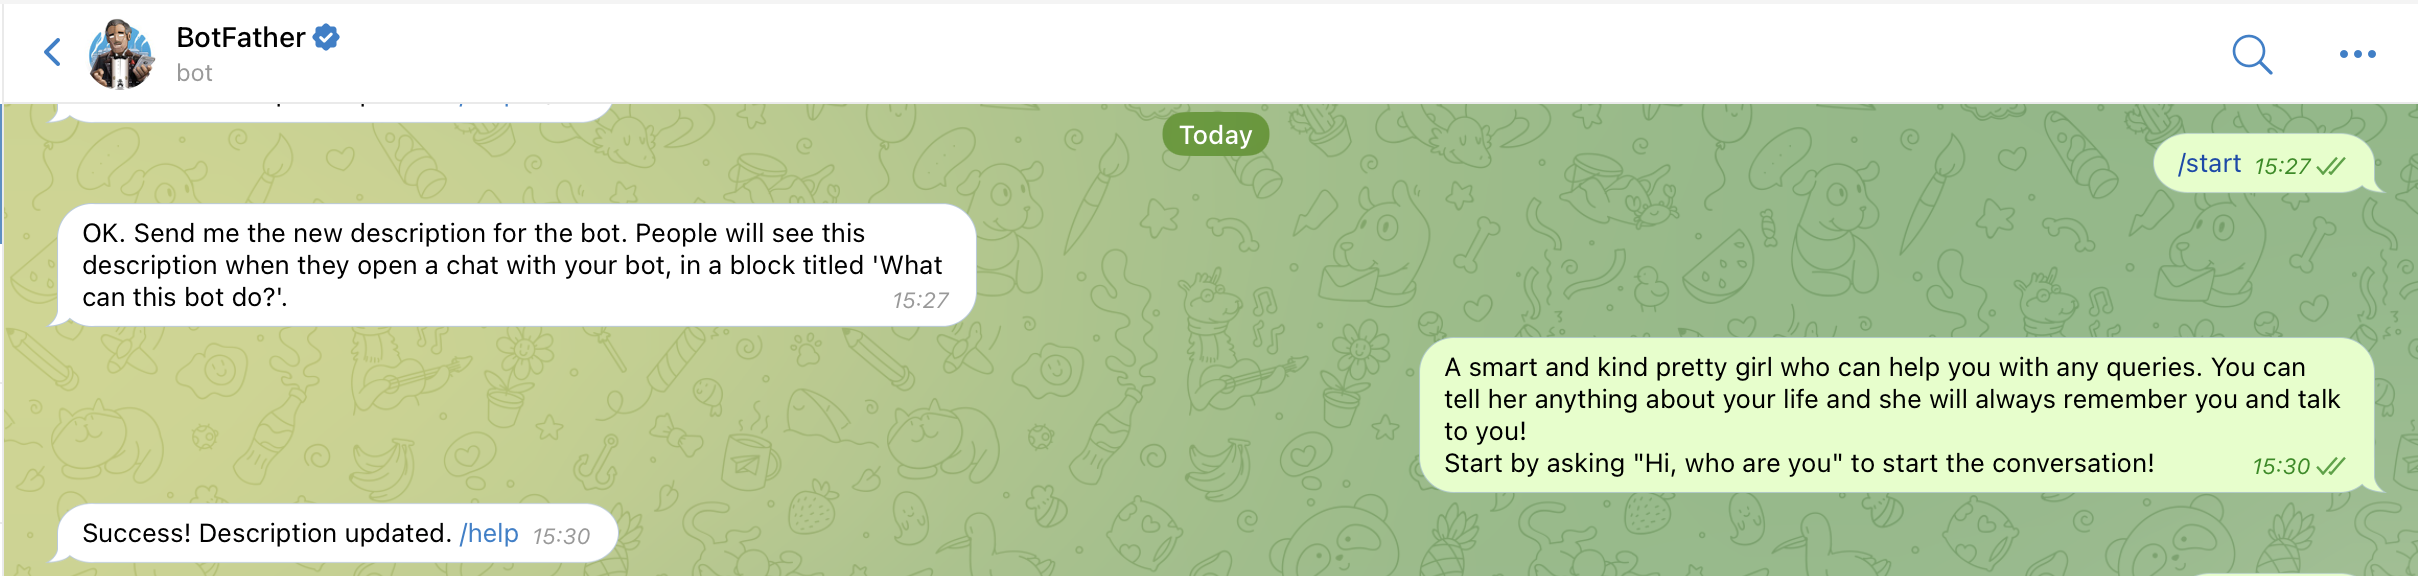 BotFather
bot
Today
/start 15:27
OK. Send me the new description for the bot. People will see this
description when they open a chat with your bot, in a block titled 'What
can this bot do?'. 15:27
A smart and kind pretty girl who can help you with any queries. You can
tell her anything about your life and she will always remember you and talk
to you!
Start by asking "Hi, who are you" to start the conversation! 15:30
Success! Description updated. /help 15:30